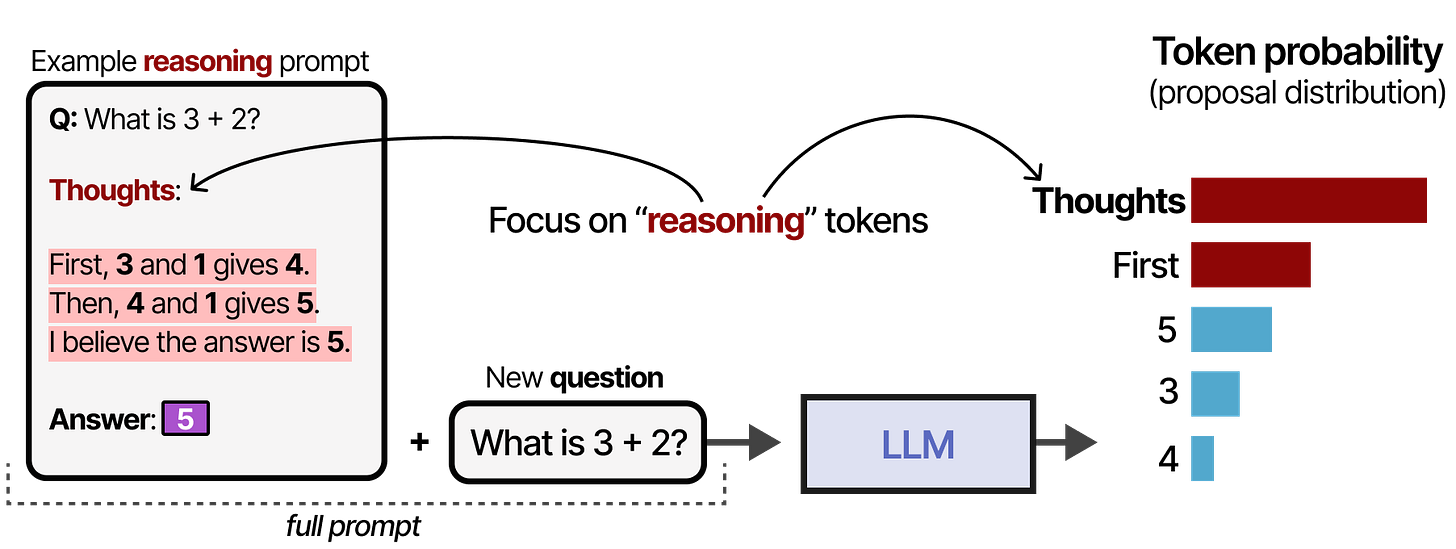 Example reasoning prompt
Q: What is 3 + 2?
Thoughts:
First, 3 and 1 gives 4.
Then, 4 and 1 gives 5.
I believe the answer is 5.
Answer: 5
+
New question
What is 3 + 2?
full prompt
Focus on “reasoning” tokens
LLM
Token probability
(proposal distribution)
Thoughts
First
5
3
4